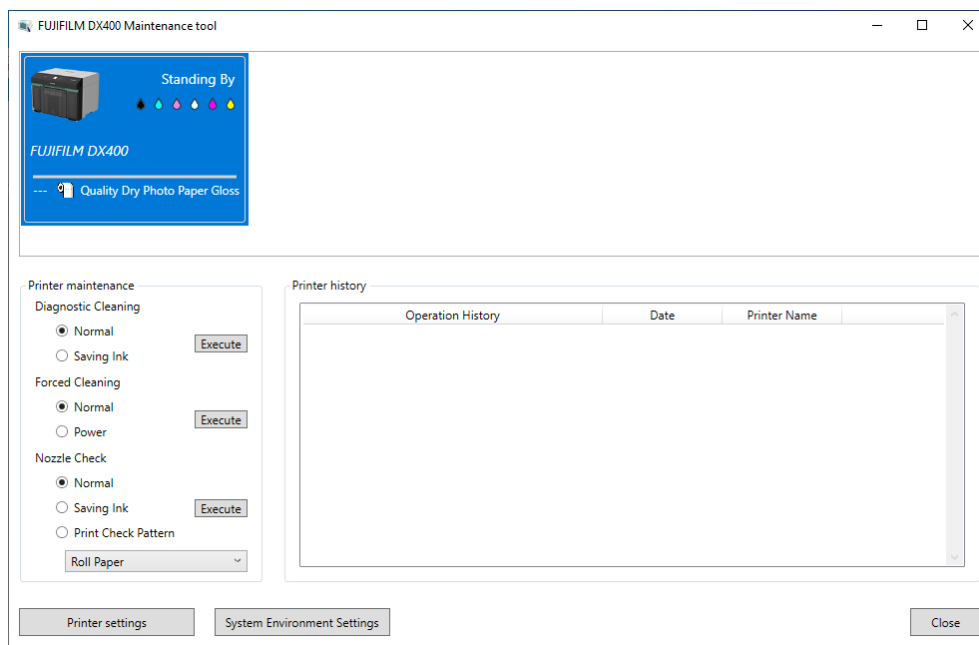 FUJIFILM DX400 Maintenance tool
Standing By
FUJIFILM DX400
--- Quality Dry Photo Paper Gloss
Printer maintenance
Diagnostic Cleaning
Normal
Saving Ink
Execute
Forced Cleaning
Normal
Power
Execute
Nozzle Check
Normal
Saving Ink
Execute
Print Check Pattern
Roll Paper
Printer history
Operation History Date Printer Name
Printer settings System Environment Settings Close